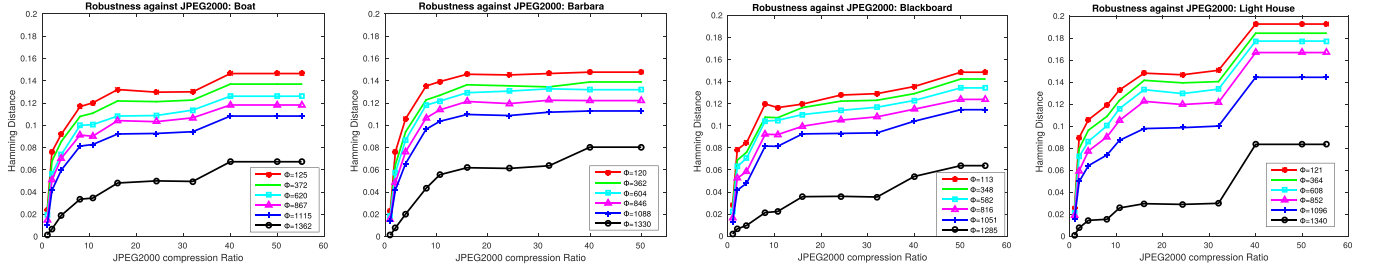 Robustness against JPEG2000: Boat
0.2
0.18
0.16
0.14
0.12
0.1
0.08
0.06
0.04
0.02
0
Hamming Distance
Φ=125
Φ=372
Φ=620
Φ=867
Φ=1115
Φ=1362
0 10 20 30 40 50 60
JPEG2000 compression Ratio
Robustness against JPEG2000: Barbara
0.2
0.18
0.16
0.14
0.12
0.1
0.08
0.06
0.04
0.02
0
Hamming Distance
Φ=120
Φ=362
Φ=604
Φ=846
Φ=1088
Φ=1330
0 10 20 30 40 50
JPEG2000 compression Ratio
Robustness against JPEG2000: Blackboard
0.2
0.18
0.16
0.14
0.12
0.1
0.08
0.06
0.04
0.02
0
Hamming Distance
Φ=113
Φ=348
Φ=582
Φ=816
Φ=1051
Φ=1285
0 10 20 30 40 50 60
JPEG2000 compression Ratio
Robustness against JPEG2000: Light House
0.2
0.18
0.16
0.14
0.12
0.1
0.08
0.06
0.04
0.02
0
Hamming Distance
Φ=121
Φ=364
Φ=608
Φ=852
Φ=1096
Φ=1340
0 10 20 30 40 50 60
JPEG2000 compression Ratio